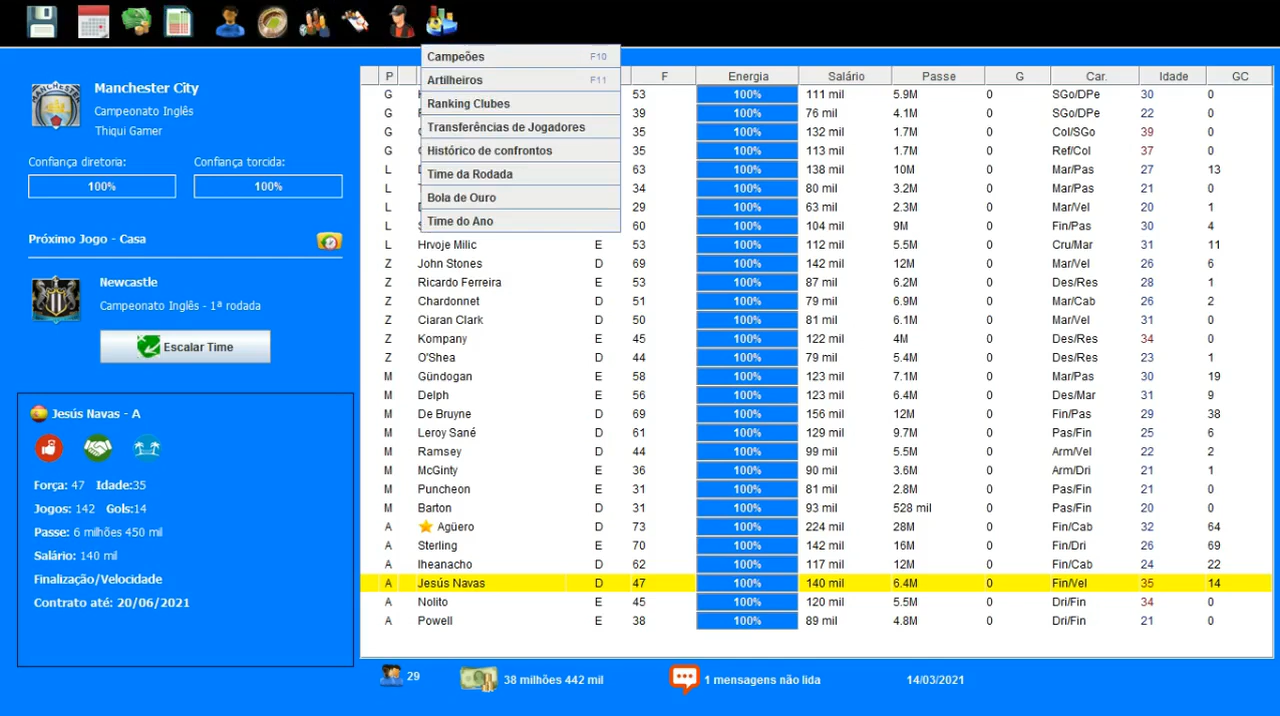 Manchester City
Campeonato Inglês
Thiqui Gamer
Confiança diretoria: Confiança torcida:
100% 100%
Próximo Jogo - Casa
Newcastle
Campeonato Inglês - 1ª rodada
Escalar Time
Jesús Navas - A
Força: 47 Idade:35
Jogos: 142 Gols:14
Passe: 6 milhões 450 mil
Salário: 140 mil
Finalização/Velocidade
Contrato até: 20/06/2021
Campeões F10
Artilheiros F11
Ranking Clubes
Transferências de Jogadores
Histórico de confrontos
Time da Rodada
Bola de Ouro
Time do Ano
P F Energia Salário Passe G Car. Idade GC
G 53 100% 111 mil 5.9M 0 SGo/DPe 30 0
G 39 100% 76 mil 4.1M 0 SGo/DPe 22 0
G 35 100% 132 mil 1.7M 0 Col/SGo 39 0
G 35 100% 113 mil 1.7M 0 Ref/Col 37 0
L 63 100% 138 mil 10M 0 Mar/Pas 27 13
L 34 100% 80 mil 3.2M 0 Mar/Pas 21 0
L 29 100% 63 mil 2.3M 0 Mar/Vel 20 1
L 60 100% 104 mil 9M 0 Fin/Pas 30 4
L Hrvoje Milic E 53 100% 112 mil 5.5M 0 Cru/Mar 31 11
Z John Stones D 69 100% 142 mil 12M 0 Mar/Vel 26 6
Z Ricardo Ferreira E 53 100% 87 mil 6.2M 0 Des/Res 28 1
Z Chardonnet D 51 100% 79 mil 6.9M 0 Mar/Cab 26 2
Z Ciaran Clark D 50 100% 81 mil 6.1M 0 Mar/Vel 31 0
Z Kompany E 45 100% 122 mil 4M 0 Des/Res 34 0
Z O'Shea D 44 100% 79 mil 5.4M 0 Des/Res 23 1
M Gündogan E 58 100% 123 mil 7.1M 0 Mar/Pas 30 19
M Delph E 56 100% 123 mil 6.4M 0 Des/Mar 31 9
M De Bruyne D 69 100% 156 mil 12M 0 Fin/Pas 29 38
M Leroy Sané D 61 100% 129 mil 9.7M 0 Pas/Fin 25 6
M Ramsey D 44 100% 99 mil 5.5M 0 Arm/Vel 22 2
M McGinty E 36 100% 90 mil 3.6M 0 Arm/Dri 21 1
M Puncheon E 31 100% 81 mil 2.8M 0 Pas/Fin 21 0
M Barton D 31 100% 93 mil 528 mil 0 Pas/Fin 20 0
A Agüero D 73 100% 224 mil 28M 0 Fin/Cab 32 64
A Sterling E 70 100% 142 mil 16M 0 Fin/Dri 26 69
A Iheanacho D 62 100% 117 mil 12M 0 Fin/Cab 24 22
A Jesús Navas D 47 100% 140 mil 6.4M 0 Fin/Vel 35 14
A Nolito E 45 100% 120 mil 5.5M 0 Dri/Fin 34 0
A Powell E 38 100% 89 mil 4.8M 0 Dri/Fin 21 0
29 38 milhões 442 mil 1 mensagens não lida 14/03/2021